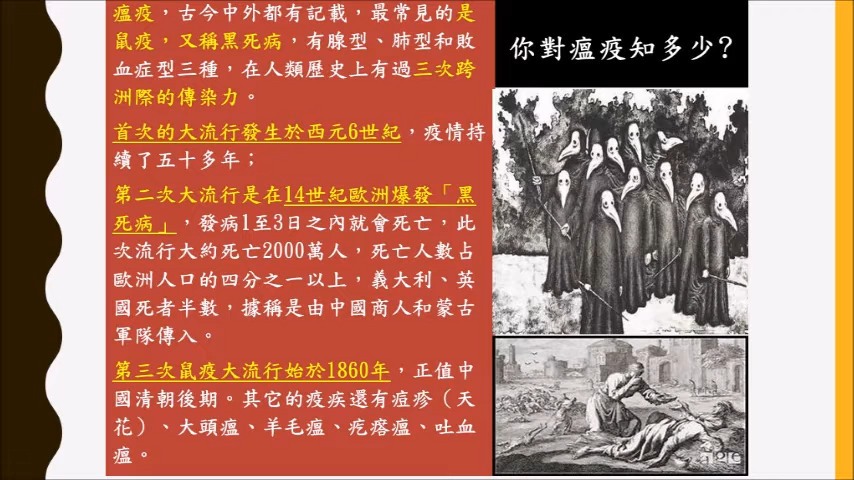 瘟疫，古今中外都有記載，最常見的是
鼠疫，又稱黑死病，有腺型、肺型和敗
血症型三種，在人類歷史上有過三次跨
洲際的傳染力。
首次的大流行發生於西元6世紀，疫情持
續了五十多年；
第二次大流行是在14世紀歐洲爆發「黑
死病」，發病1至3日之內就會死亡，此
次流行大約死亡2000萬人，死亡人數占
歐洲人口的四分之一以上，義大利、英
國死者半數，據稱是由中國商人和蒙古
軍隊傳入。
第三次鼠疫大流行始於1860年，正值中
國清朝後期。其它的疫疾還有痘疹（天
花）、大頭瘟、羊毛瘟、疙瘩瘟、吐血
瘟。
你對瘟疫知多少？